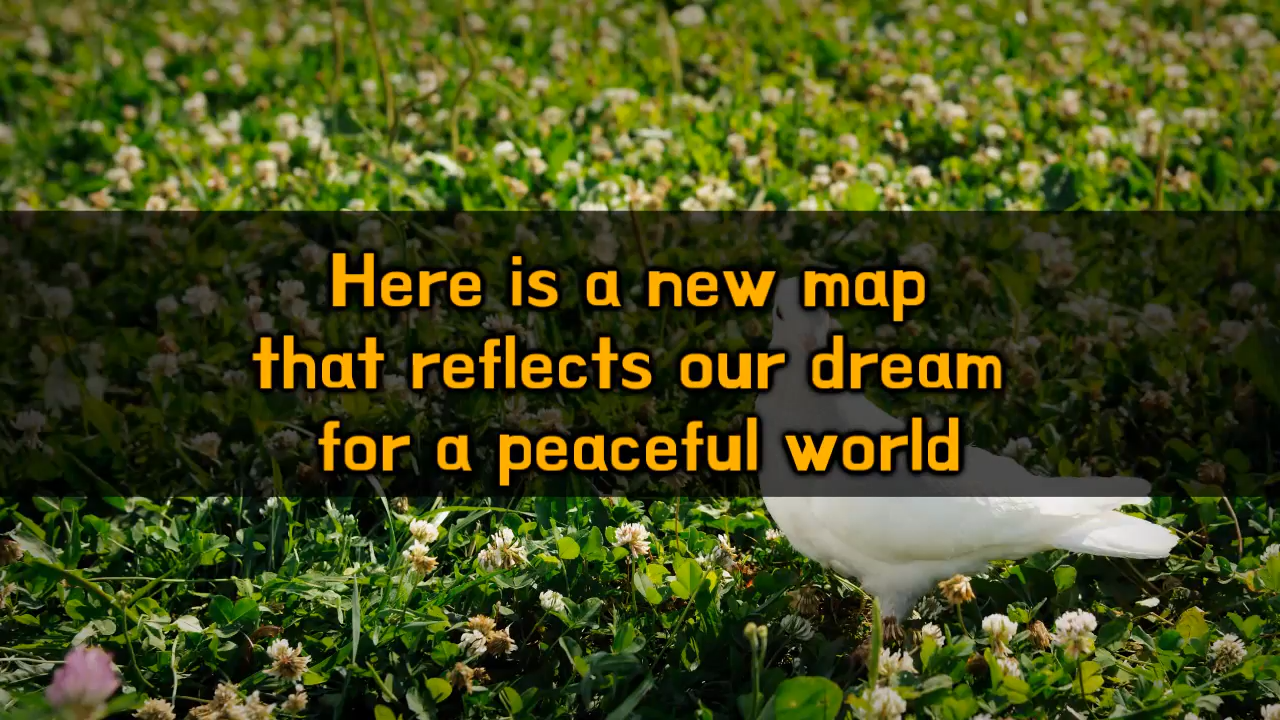 Here is a new map
that reflects our dream
for a peaceful world